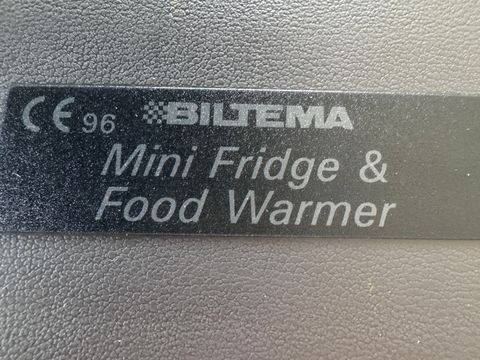 CE 96 BILTEMA
Mini Fridge &
Food Warmer